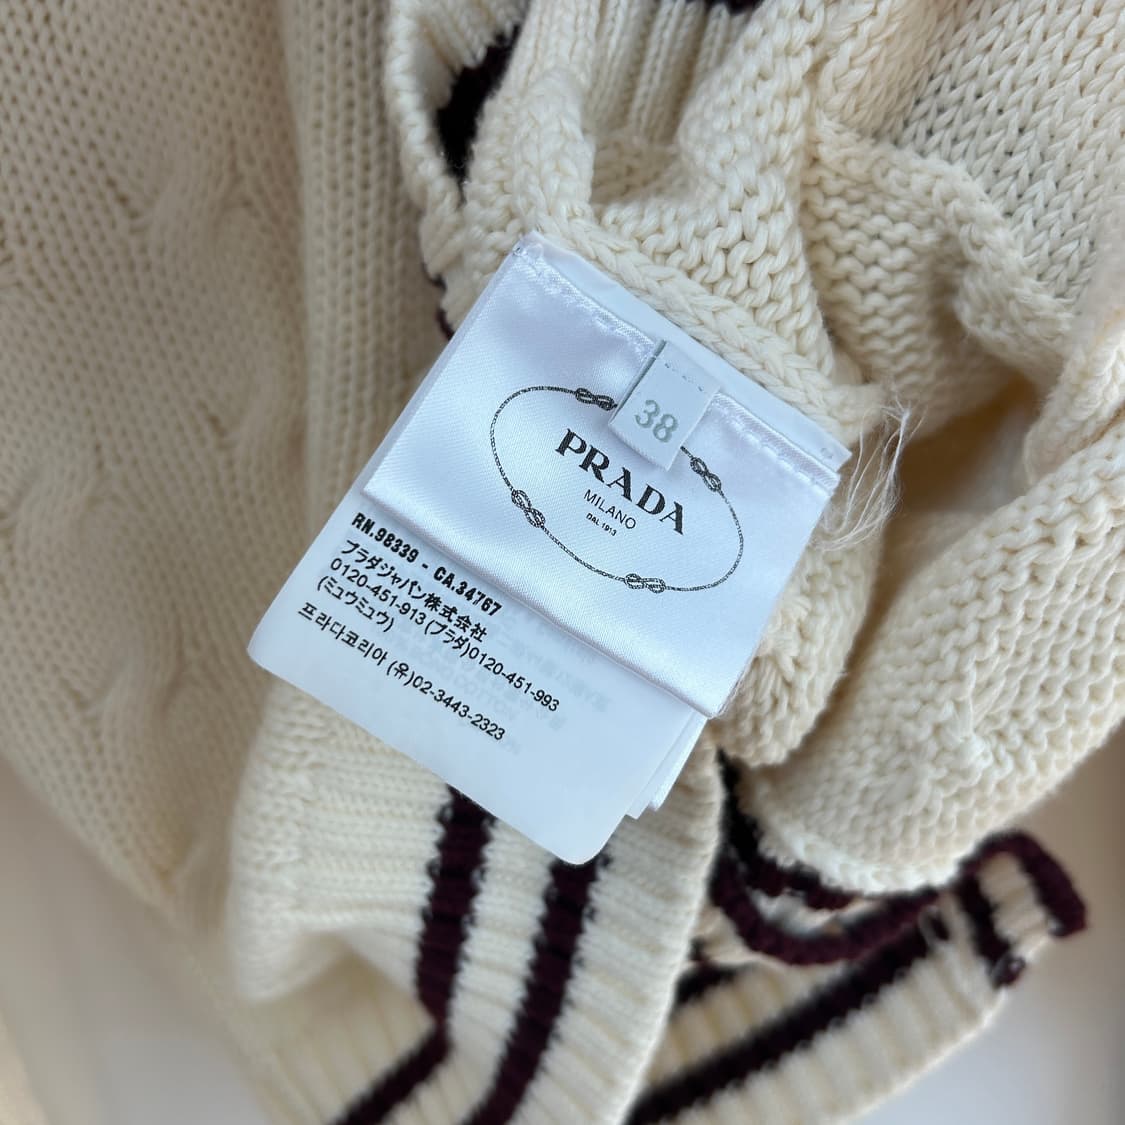 38
PRADA
MILANO
DAL 1913
RN.98339 - CA.34767
プラダジャパン株式会社
0120-451-913 (プラダ)0120-451-993
(ミュウミュウ)
프라다코리아 (유)02-3443-2323